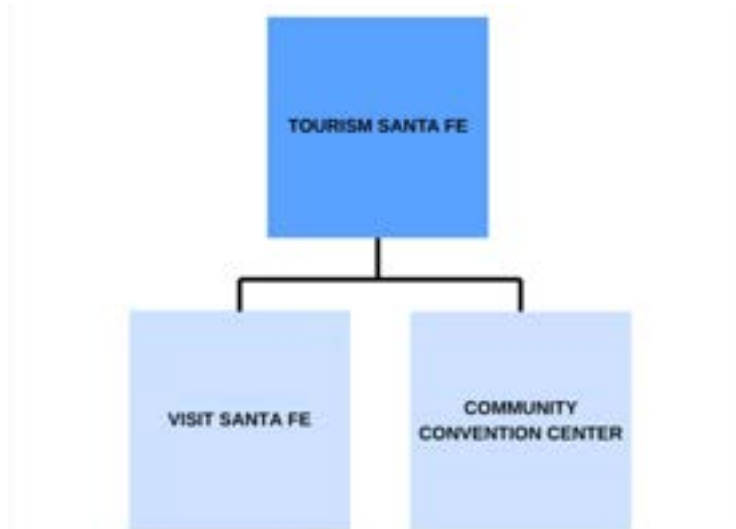 TOURISM SANTA FE
VISIT SANTA FE
COMMUNITY
CONVENTION CENTER